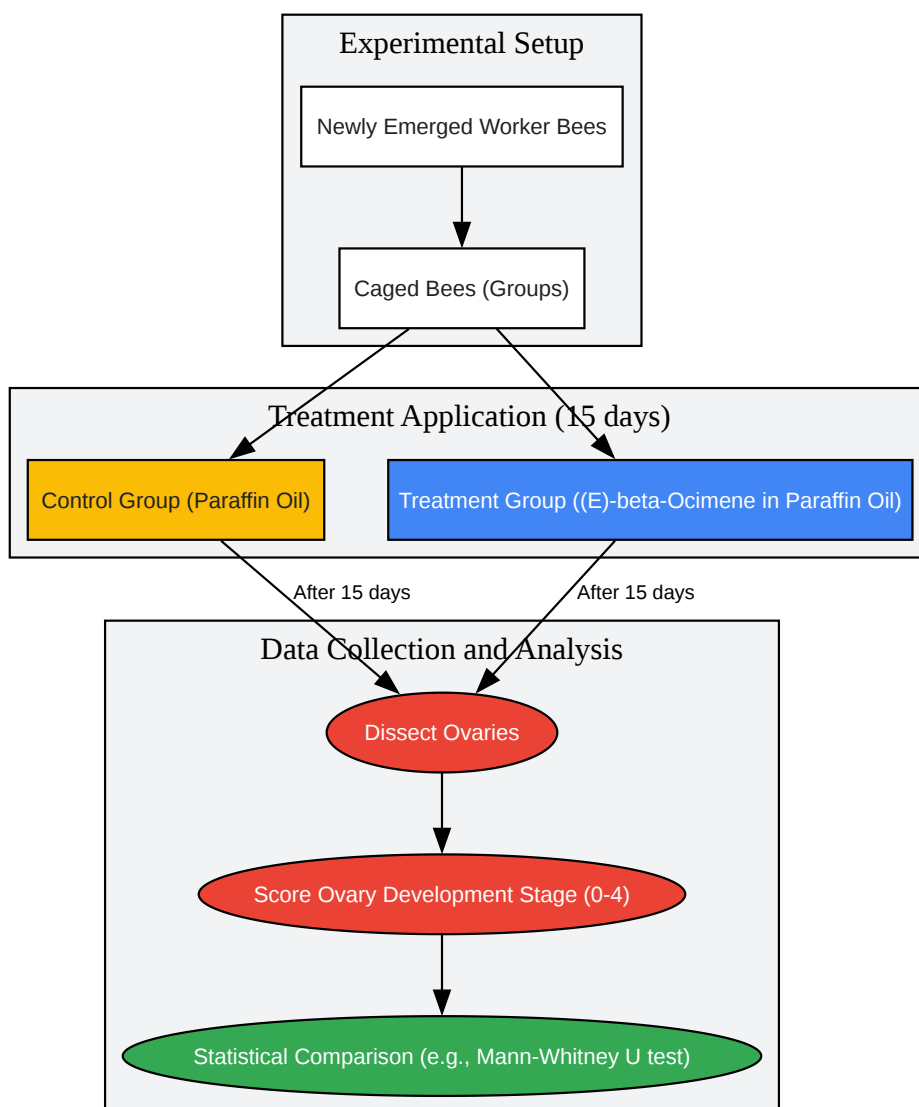 Experimental Setup
Newly Emerged Worker Bees
Caged Bees (Groups)
Treatment Application (15 days)
Control Group (Paraffin Oil)
Treatment Group ((E)-beta-Ocimene in Paraffin Oil)
After 15 days
After 15 days
Data Collection and Analysis
Dissect Ovaries
Score Ovary Development Stage (0-4)
Statistical Comparison (e.g., Mann-Whitney U test)